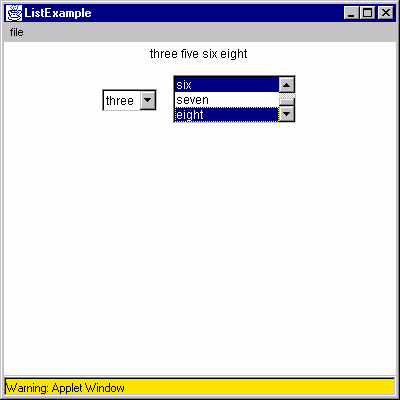 ListExample
file
three five six eight
six
three
seven
eight
Warning: Applet Window